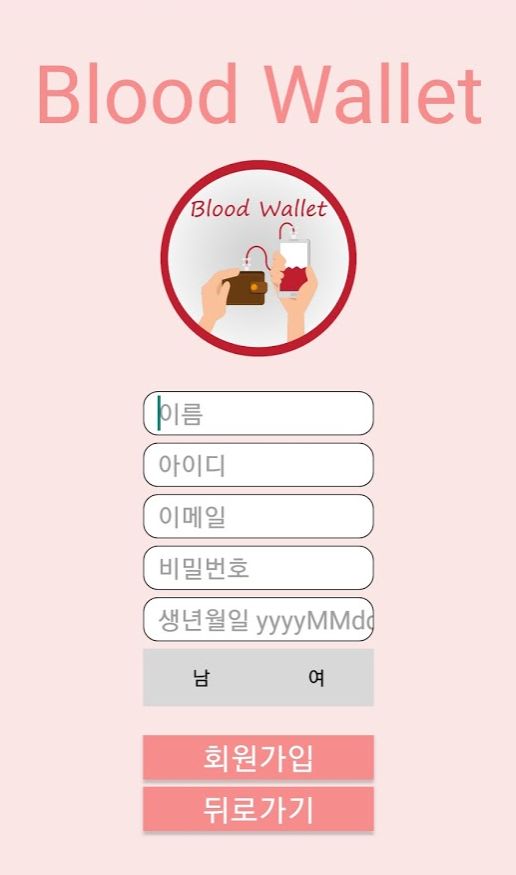 Blood Wallet
Blood Wallet
이름
아이디
이메일
비밀번호
생년월일 yyyyMMdd
남 여
회원가입
뒤로가기